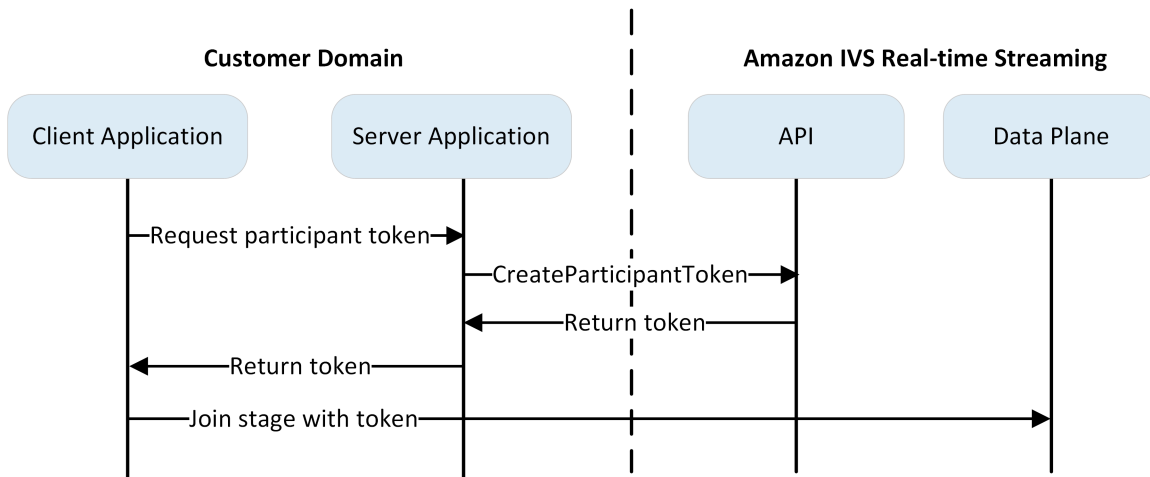 Customer Domain
Amazon IVS Real-time Streaming
Client Application
Server Application
API
Data Plane
Request participant token
CreateParticipantToken
Return token
Return token
Join stage with token